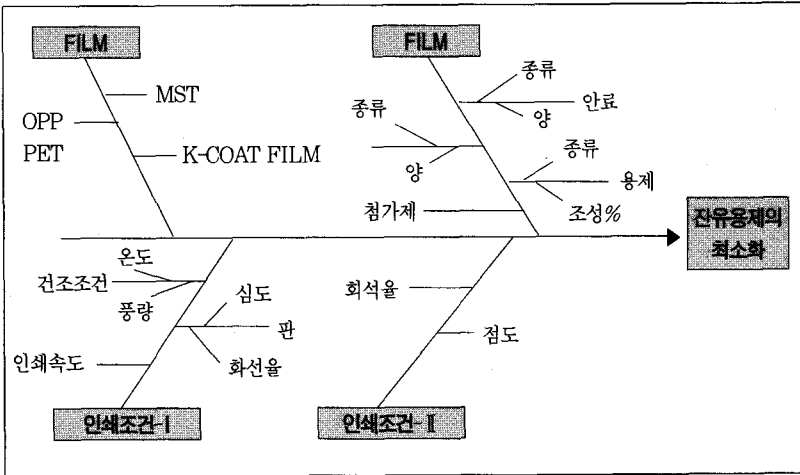 FILM
MST
OPP
PET
K-COAT FILM
FILM
종류
안료
양
종류
양
종류
용제
조성%
첨가제
잔유용제의
최소화
온도
건조조건
풍량
심도
판
화선율
인쇄속도
인쇄조건-Ⅰ
회석율
점도
인쇄조건-Ⅱ